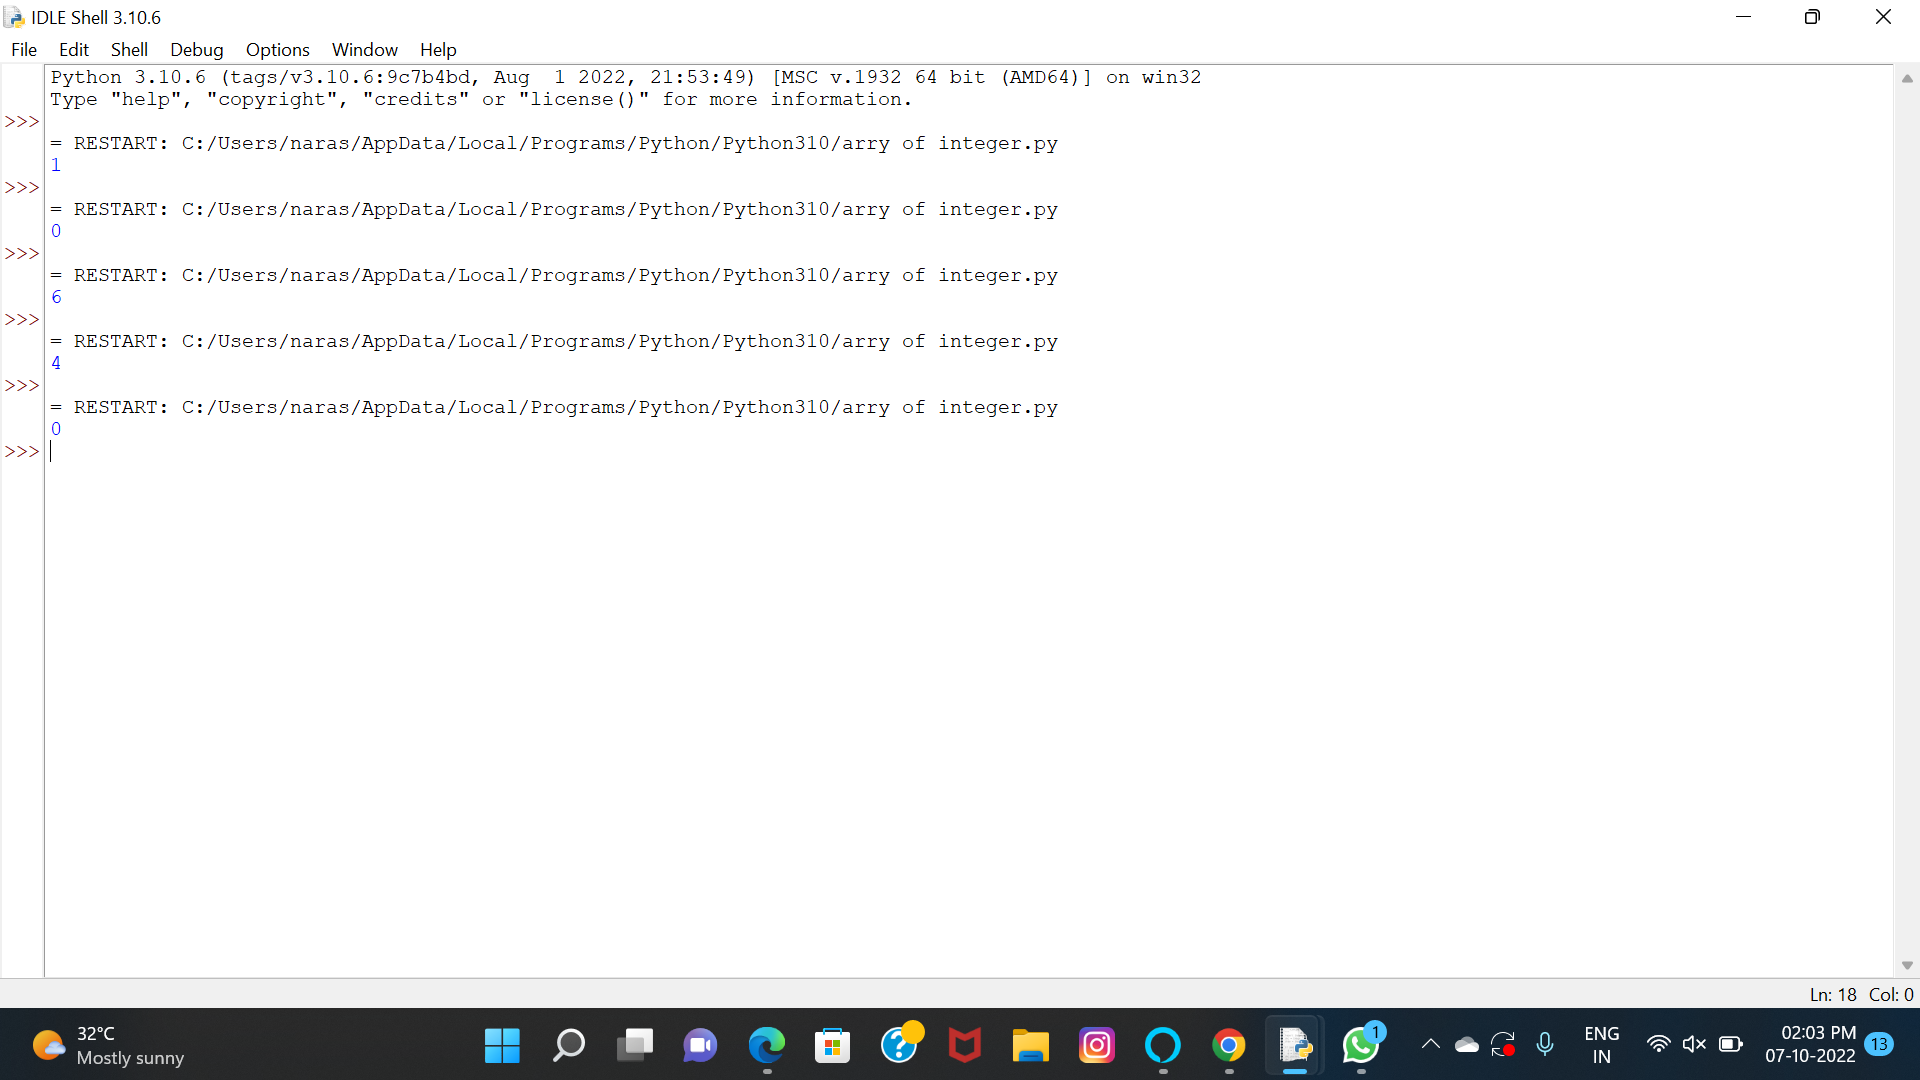 IDLE Shell 3.10.6
File Edit Shell Debug Options Window Help
Python 3.10.6 (tags/v3.10.6:9c7b4bd, Aug  1 2022, 21:53:49) [MSC v.1932 64 bit (AMD64)] on win32
Type "help", "copyright", "credits" or "license()" for more information.
>>>
= RESTART: C:/Users/naras/AppData/Local/Programs/Python/Python310/arry of integer.py
1
>>>
= RESTART: C:/Users/naras/AppData/Local/Programs/Python/Python310/arry of integer.py
0
>>>
= RESTART: C:/Users/naras/AppData/Local/Programs/Python/Python310/arry of integer.py
6
>>>
= RESTART: C:/Users/naras/AppData/Local/Programs/Python/Python310/arry of integer.py
4
>>>
= RESTART: C:/Users/naras/AppData/Local/Programs/Python/Python310/arry of integer.py
0
>>>
Ln: 18 Col: 0
32°C
Mostly sunny
1
ENG
IN
02:03 PM
07-10-2022
13